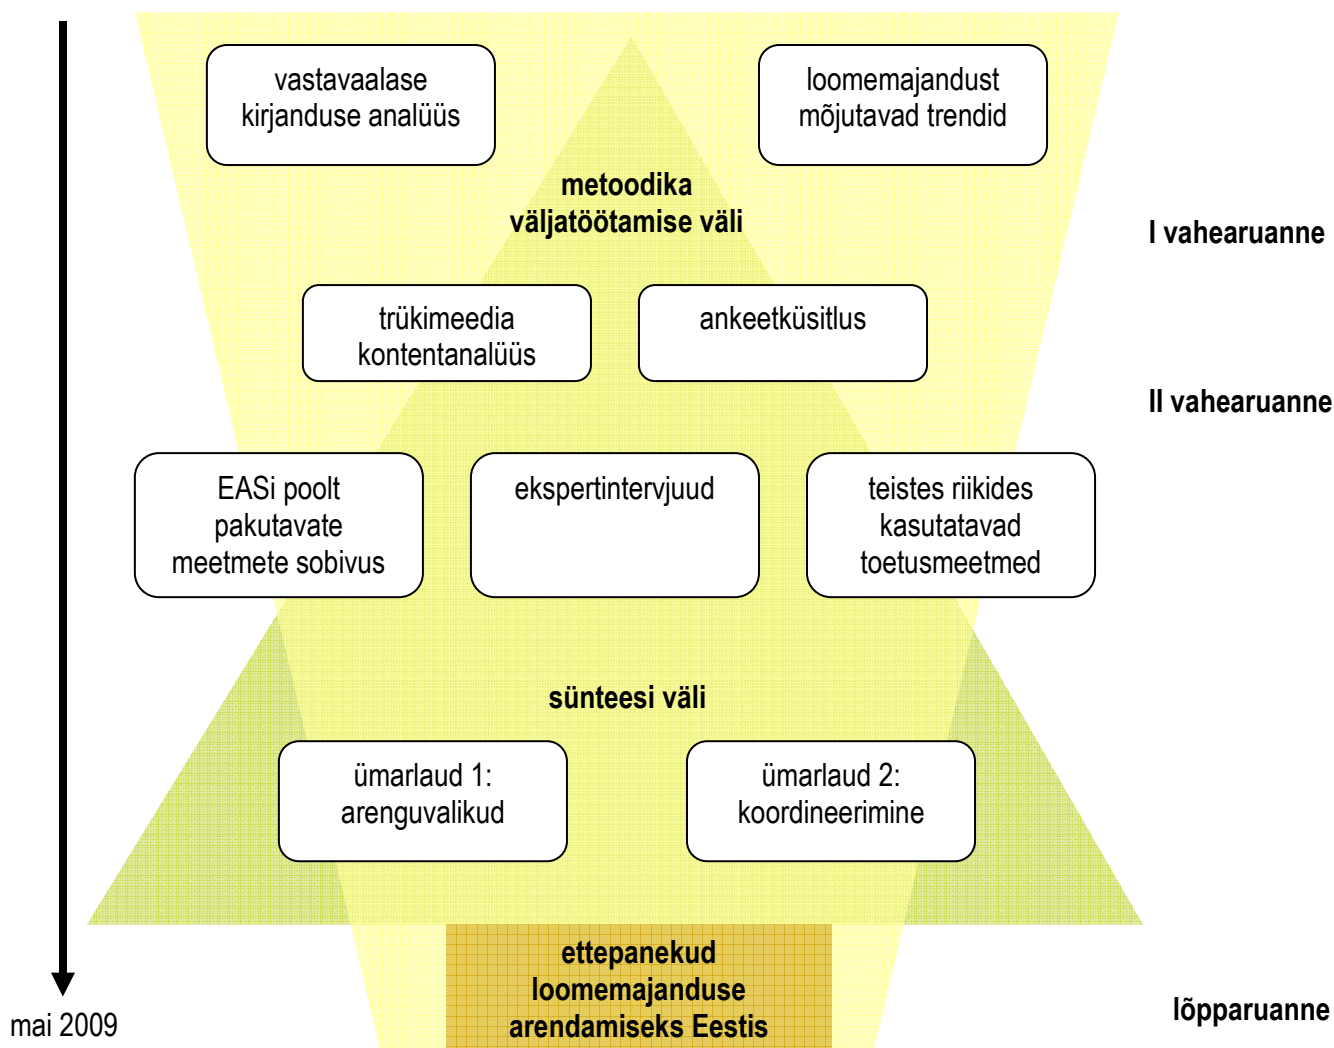 vastavaalase
kirjanduse analüüs
loomemajandust
mõjutavad trendid
metoodika
väljatöötamise väli
I vahearuanne
trükimeedia
kontentanalüüs
ankeetküsitlus
II vahearuanne
EASi poolt
pakutavate
meetmete sobivus
ekspertintervjuud
teistes riikides
kasutatavad
toetusmeetmed
sünteesi väli
ümarlaud 1:
arenguvalikud
ümarlaud 2:
koordineerimine
ettepanekud
loomemajanduse
arendamiseks Eestis
mai 2009
lõpparuanne